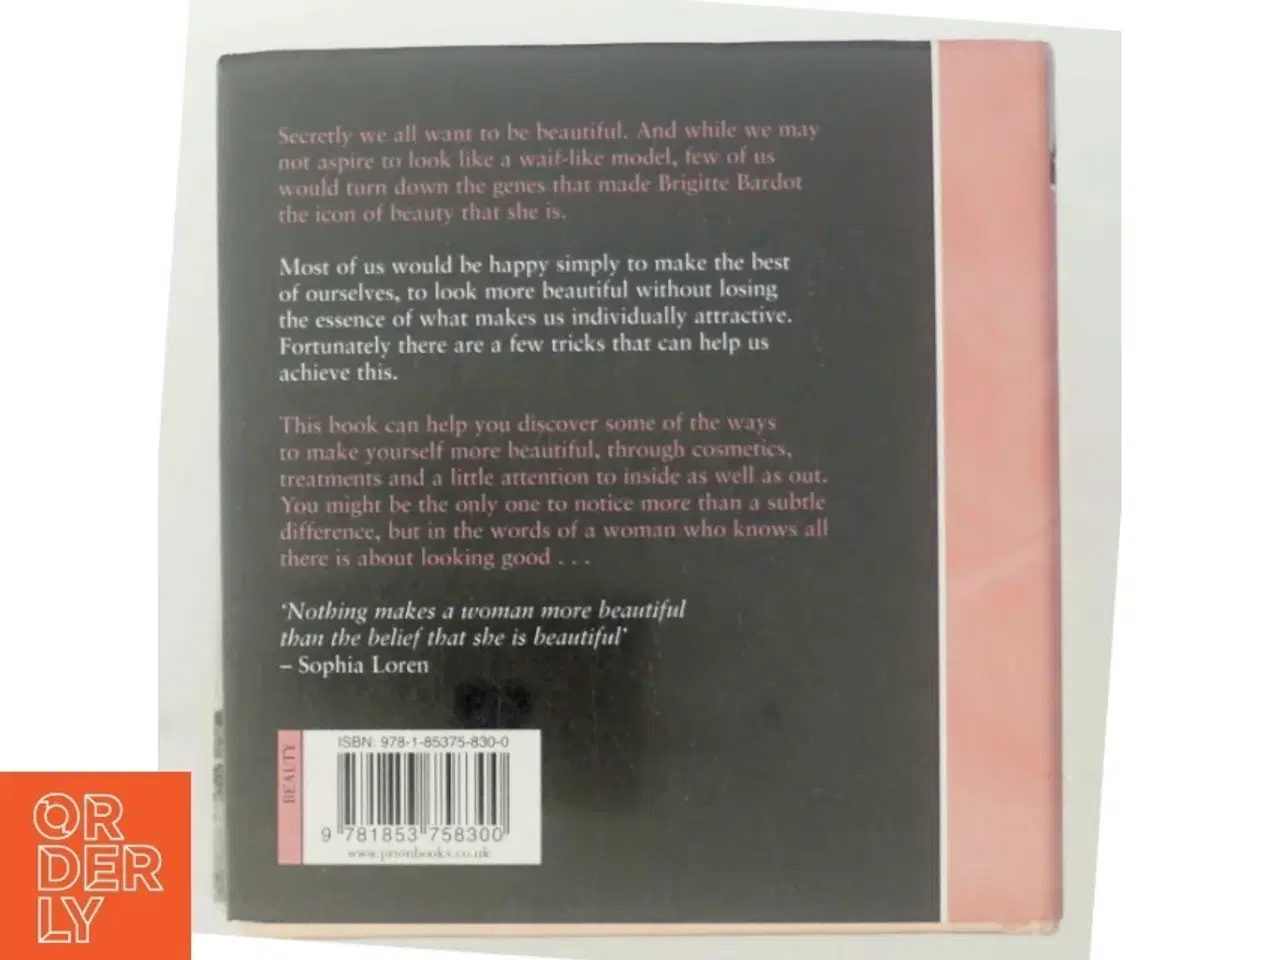 Secretly we all want to be beautiful. And while we may
not aspire to look like a waif-like model, few of us
would turn down the genes that made Brigitte Bardot
the icon of beauty that she is.
Most of us would be happy simply to make the best
of ourselves, to look more beautiful without losing
the essence of what makes us individually attractive.
Fortunately there are a few tricks that can help us
achieve this.
This book can help you discover some of the ways
to make yourself more beautiful, through cosmetics,
treatments and a little attention to inside as well as out.
You might be the only one to notice more than a subtle
difference, but in the words of a woman who knows all
there is about looking good . . .
'Nothing makes a woman more beautiful
than the belief that she is beautiful'
– Sophia Loren
BEAUTY
ISBN: 978-1-85375-830-0
9 781853 758300
www.prionbooks.co.uk
OR
DER
LY